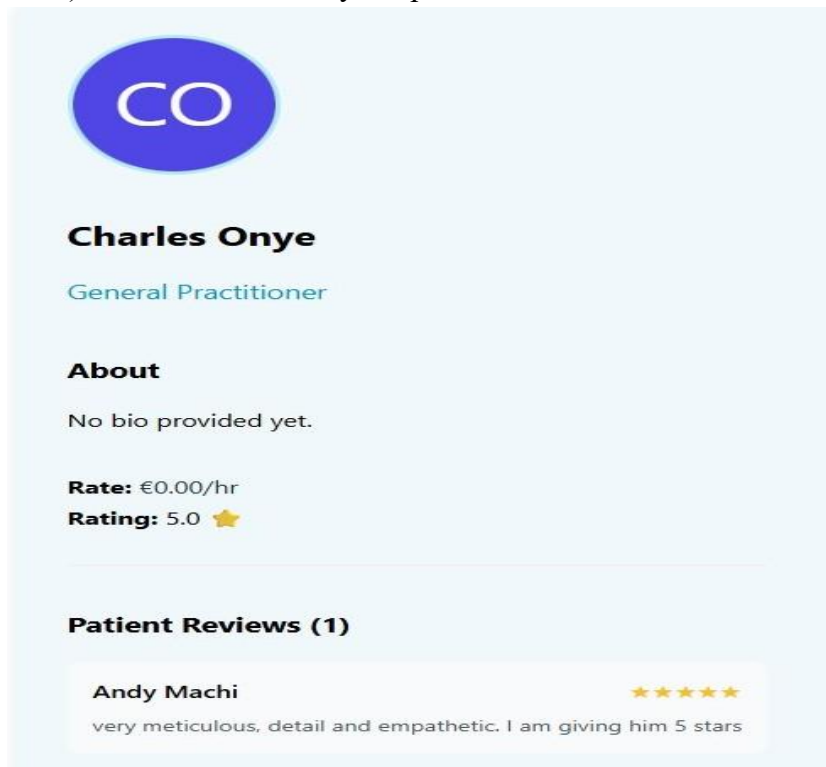 CO
Charles Onye
General Practitioner
About
No bio provided yet.
Rate: €0.00/hr
Rating: 5.0
Patient Reviews (1)
Andy Machi
very meticulous, detail and empathetic. I am giving him 5 stars